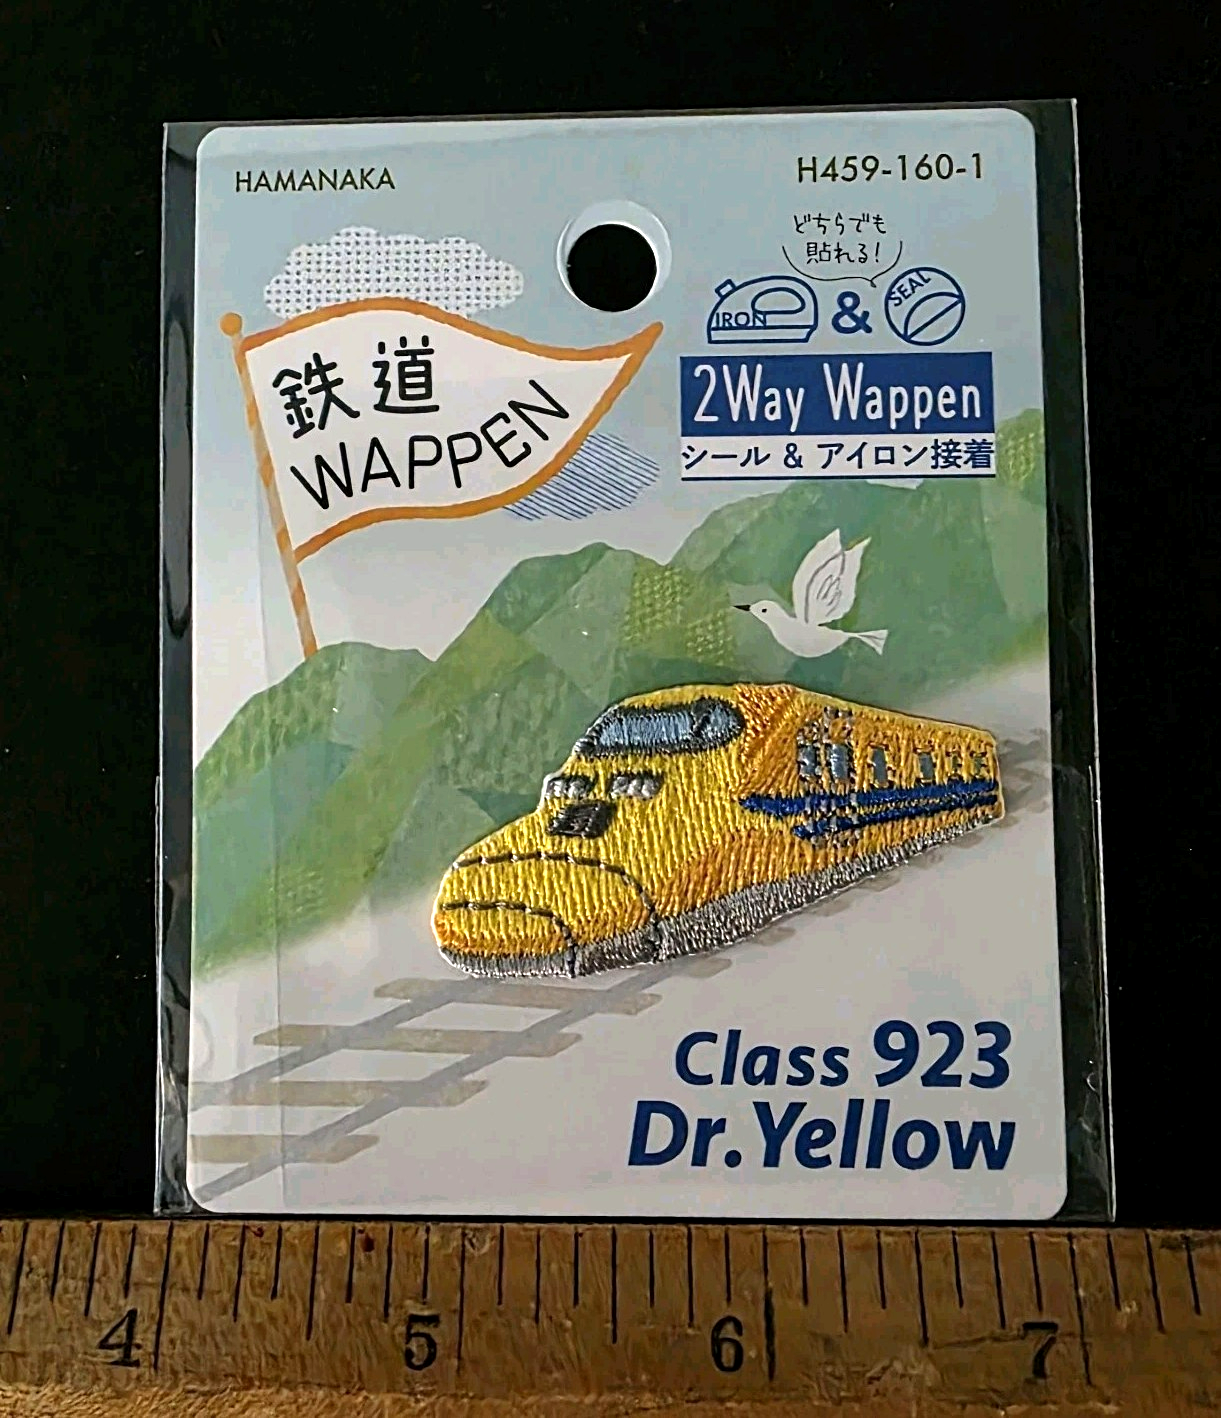 HAMANAKA
H459-160-1
どちらでも
貼れる!
IRON & SEAL
鉄道
WAPPEN
2Way Wappen
シール & アイロン接着
Class 923
Dr.Yellow
4 5 6 7